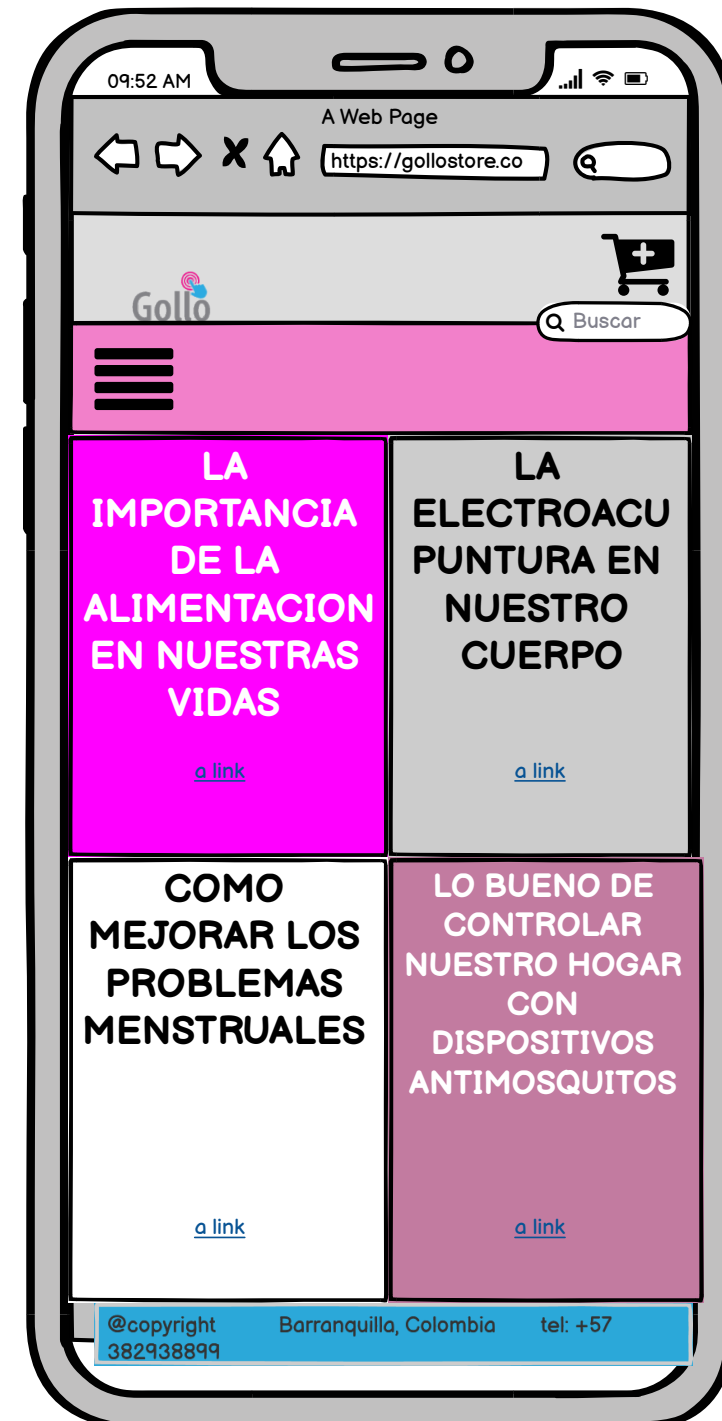 09:52 AM
A Web Page
https://gollostore.co
Gollo
Buscar
LA
IMPORTANCIA
DE LA
ALIMENTACION
EN NUESTRAS
VIDAS
a link
LA
ELECTROACU
PUNTURA EN
NUESTRO
CUERPO
a link
COMO
MEJORAR LOS
PROBLEMAS
MENSTRUALES
a link
LO BUENO DE
CONTROLAR
NUESTRO HOGAR
CON
DISPOSITIVOS
ANTIMOSQUITOS
a link
@copyright Barranquilla, Colombia tel: +57
382938899